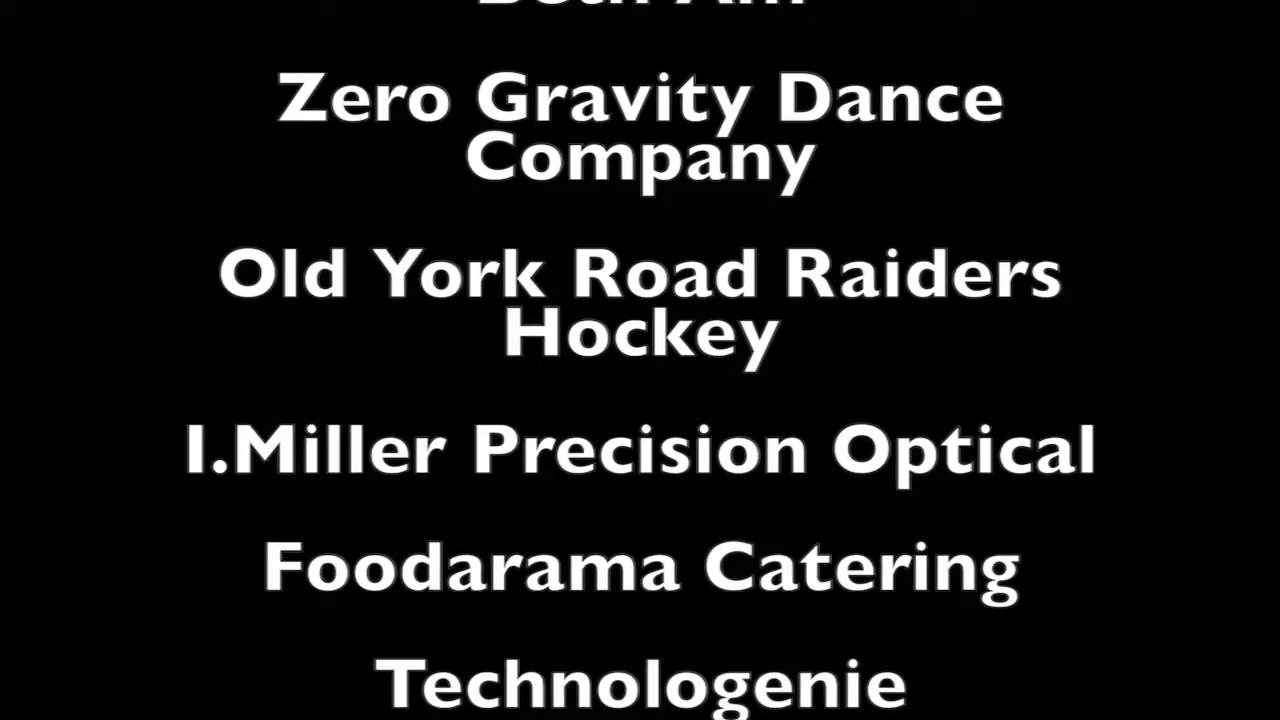 Zero Gravity Dance
Company
Old York Road Raiders
Hockey
I.Miller Precision Optical
Foodarama Catering
Technologenie